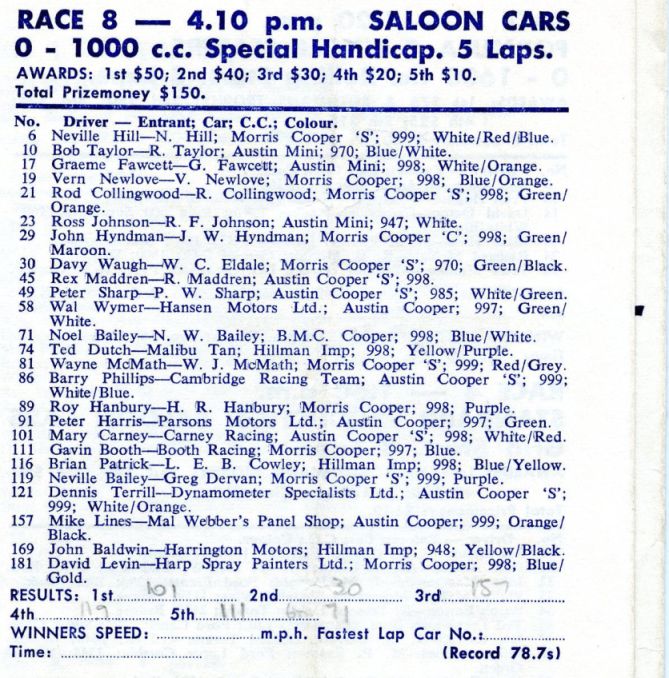 RACE 8 — 4.10 p.m. SALOON CARS
0 - 1000 c.c. Special Handicap. 5 Laps.
AWARDS: 1st $50; 2nd $40; 3rd $30; 4th $20; 5th $10.
Total Prizemoney $150.
No. Driver — Entrant; Car; C.C.; Colour.
6 Neville Hill—N. Hill; Morris Cooper 'S'; 999; White/Red/Blue.
10 Bob Taylor—R. Taylor; Austin Mini; 970; Blue/White.
17 Graeme Fawcett—G. Fawcett; Austin Mini; 998; White/Orange.
19 Vern Newlove—V. Newlove; Morris Cooper; 998; Blue/Orange.
21 Rod Collingwood—R. Collingwood; Morris Cooper 'S'; 998; Green/
Orange.
23 Ross Johnson—R. F. Johnson; Austin Mini; 947; White.
29 John Hyndman—J. W. Hyndman; Morris Cooper 'C'; 998; Green/
Maroon.
30 Davy Waugh—W. C. Eldale; Morris Cooper 'S'; 970; Green/Black.
45 Rex Maddren—R. Maddren; Austin Cooper 'S'; 998.
49 Peter Sharp—P. W. Sharp; Austin Cooper 'S'; 985; White/Green.
58 Wal Wymer—Hansen Motors Ltd.; Austin Cooper; 997; Green/
White.
71 Noel Bailey—N. W. Bailey; B.M.C. Cooper; 998; Blue/White.
74 Ted Dutch—Malibu Tan; Hillman Imp; 998; Yellow/Purple.
81 Wayne McMath—W. J. McMath; Morris Cooper 'S'; 999; Red/Grey.
86 Barry Phillips—Cambridge Racing Team; Austin Cooper 'S'; 999;
White/Blue.
89 Roy Hanbury—H. R. Hanbury; Morris Cooper; 998; Purple.
91 Peter Harris—Parsons Motors Ltd.; Austin Cooper; 997; Green.
101 Mary Carney—Carney Racing; Austin Cooper 'S'; 998; White/Red.
111 Gavin Booth—Booth Racing; Morris Cooper; 997; Blue.
116 Brian Patrick—L. E. B. Cowley; Hillman Imp; 998; Blue/Yellow.
119 Neville Bailey—Greg Dervan; Morris Cooper 'S'; 999; Purple.
121 Dennis Terrill—Dynamometer Specialists Ltd.; Austin Cooper 'S';
999; White/Orange.
157 Mike Lines—Mal Webber's Panel Shop; Austin Cooper; 999; Orange/
Black.
169 John Baldwin—Harrington Motors; Hillman Imp; 948; Yellow/Black.
181 David Levin—Harp Spray Painters Ltd.; Morris Cooper; 998; Blue/
Gold.
RESULTS: 1st 101 2nd 30 3rd 157
4th 119 5th 111 71
WINNERS SPEED: m.p.h. Fastest Lap Car No.:
Time: (Record 78.7s)